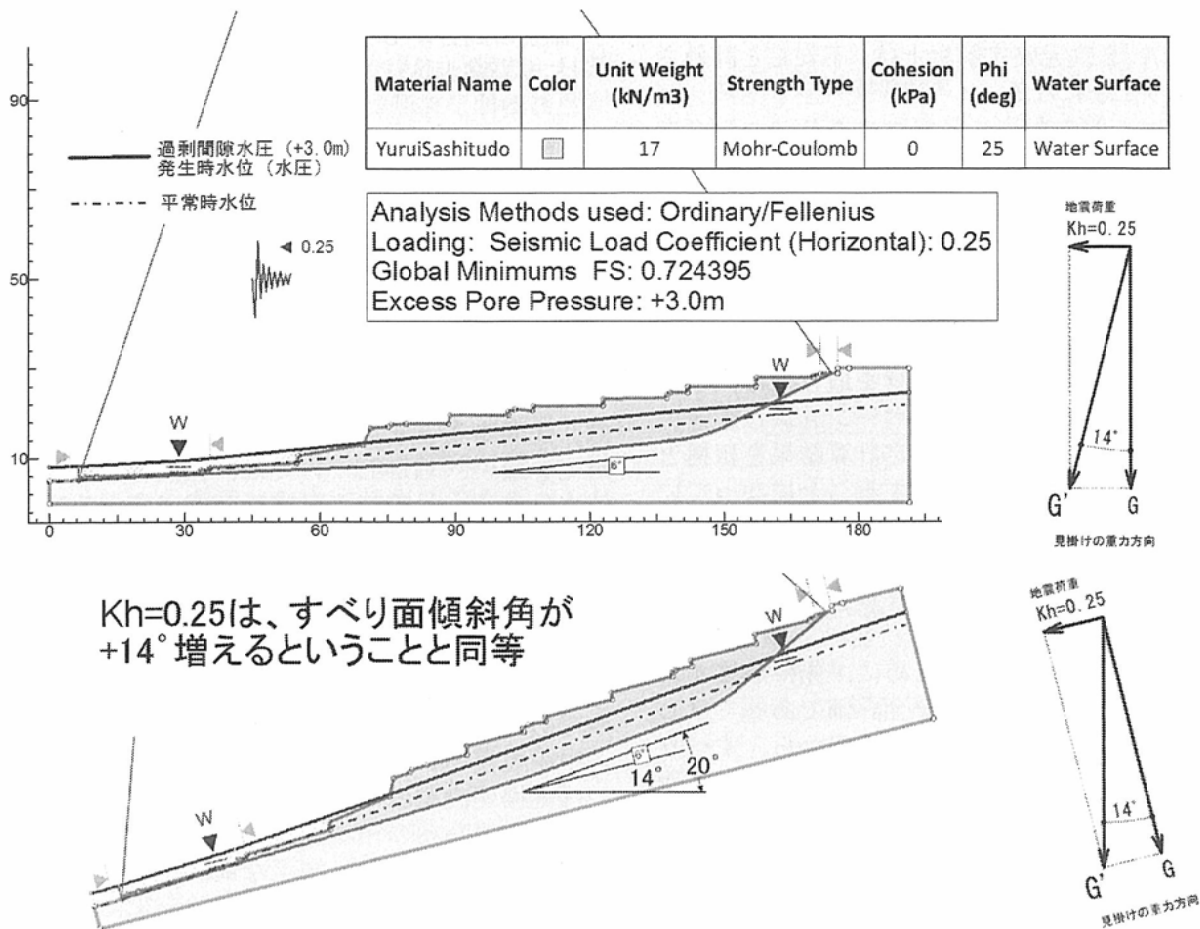 Material Name Color Unit Weight (kN/m3) Strength Type Cohesion (kPa) Phi (deg) Water Surface
YuruiSashitudo 17 Mohr-Coulomb 0 25 Water Surface
過剰間隙水圧 (+3.0m)
発生時水位 (水圧)
平常時水位
Analysis Methods used: Ordinary/Fellenius
Loading: Seismic Load Coefficient (Horizontal): 0.25
Global Minimums FS: 0.724395
Excess Pore Pressure: +3.0m
0.25
90
50
10
W
W
6°
0 30 60 90 120 150 180
地震荷重
Kh=0.25
14°
G'
G
見掛けの重力方向
Kh=0.25は、すべり面傾斜角が
+14°増えるということと同等
W
W
6°
14°
20°
地震荷重
Kh=0.25
14°
G'
G
見掛けの重力方向